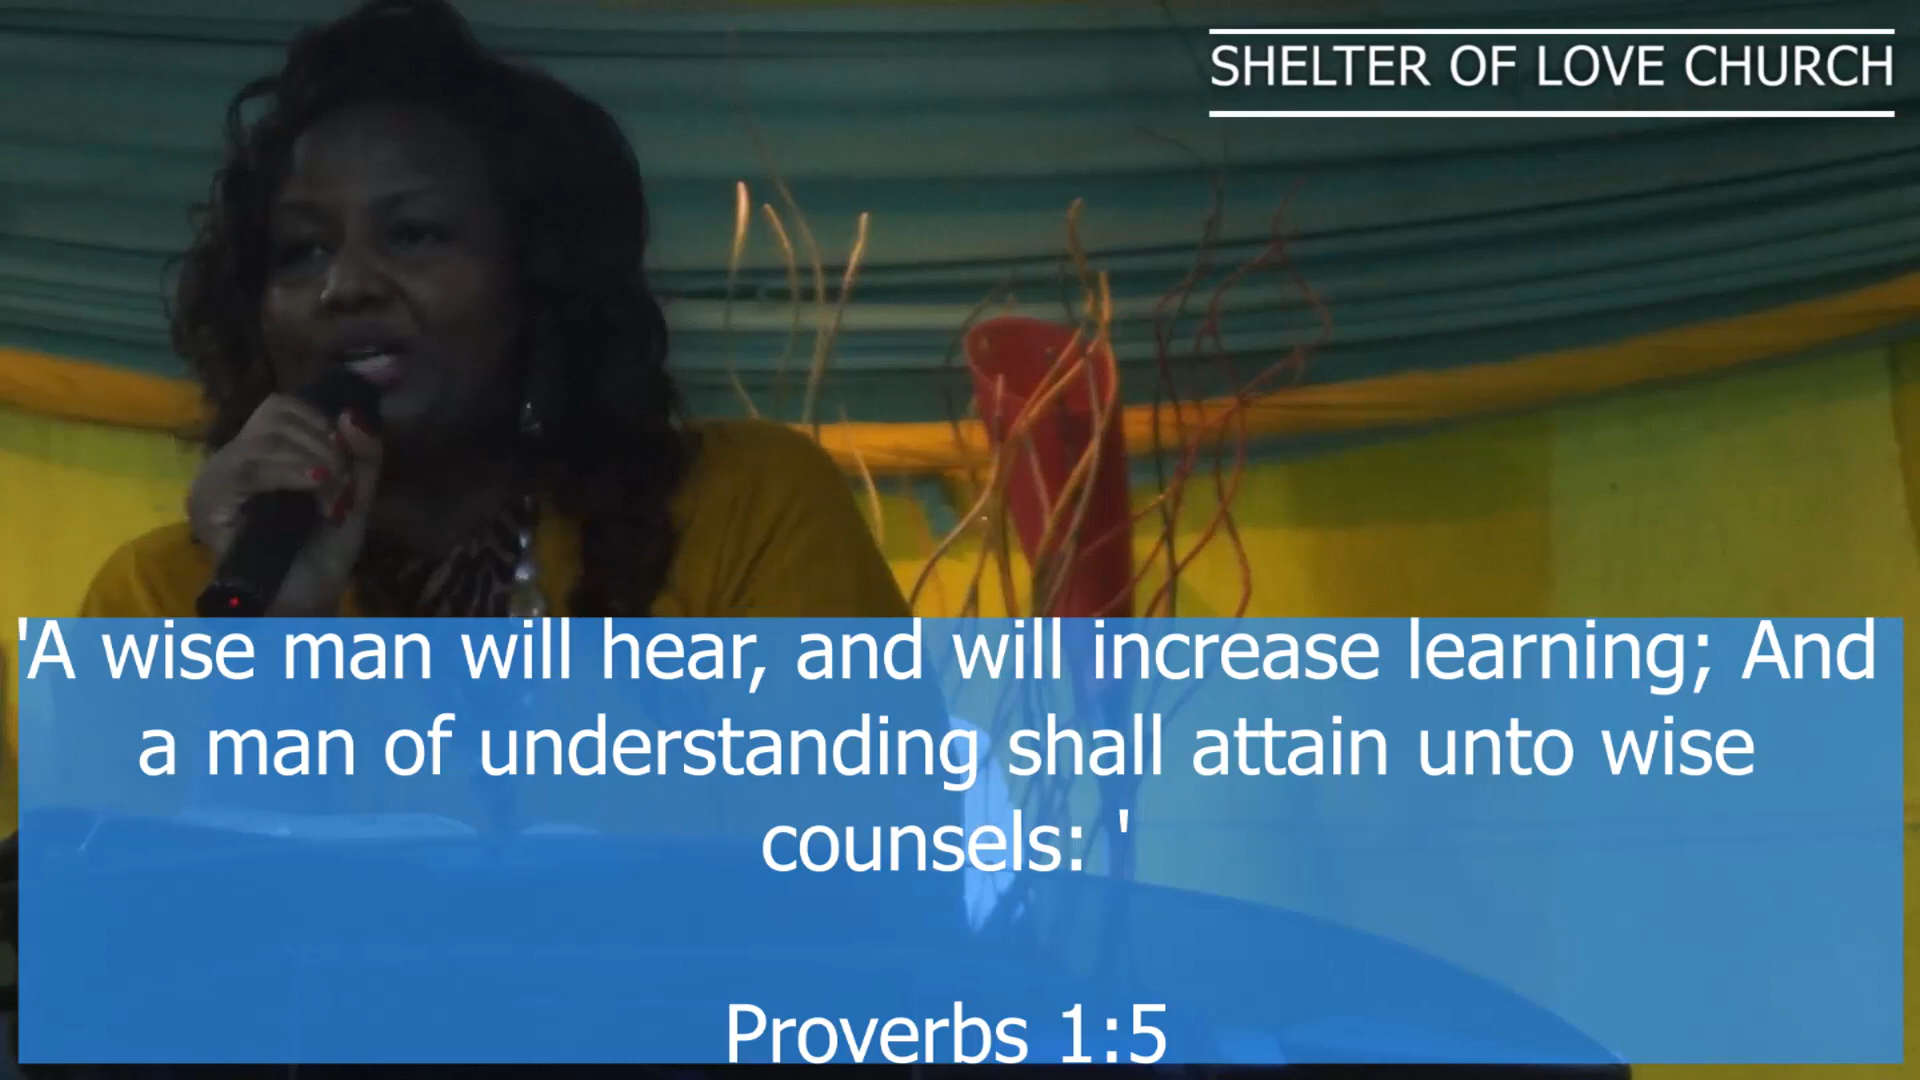 SHELTER OF LOVE CHURCH
'A wise man will hear, and will increase learning; And
a man of understanding shall attain unto wise
counsels: '
Proverbs 1:5